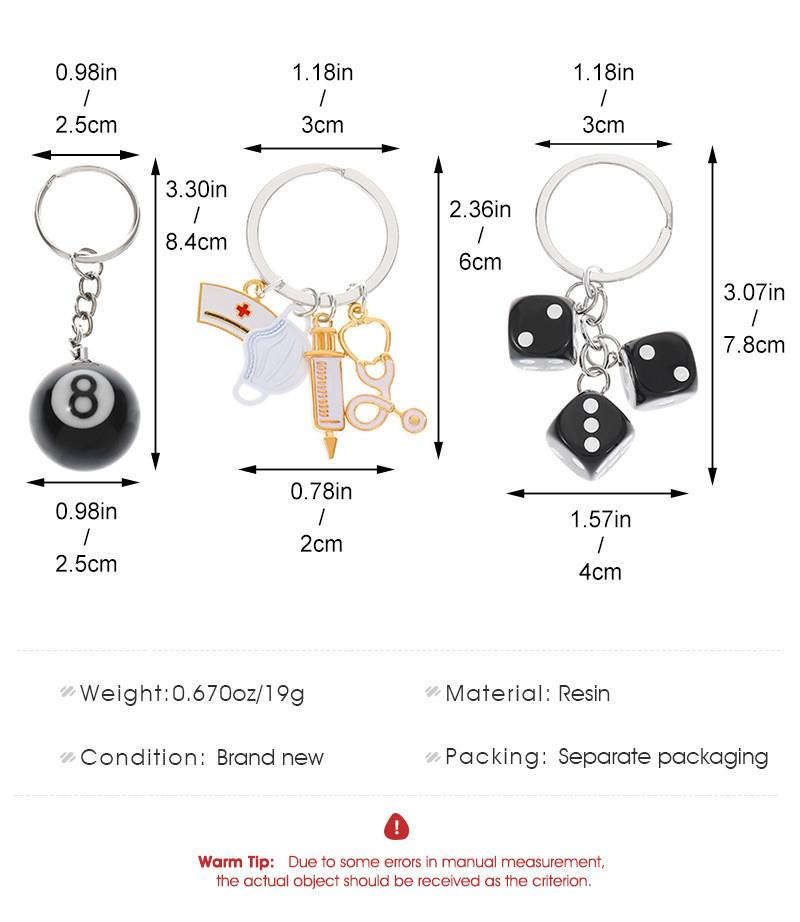 0.98in
/
2.5cm
1.18in
/
3cm
1.18in
/
3cm
3.30in
/
8.4cm
2.36in
/
6cm
3.07in
/
7.8cm
8
0.98in
/
2.5cm
0.78in
/
2cm
1.57in
/
4cm
Weight:0.670oz/19g
Material: Resin
Condition: Brand new
Packing: Separate packaging
!
Warm Tip: Due to some errors in manual measurement,
the actual object should be received as the criterion.